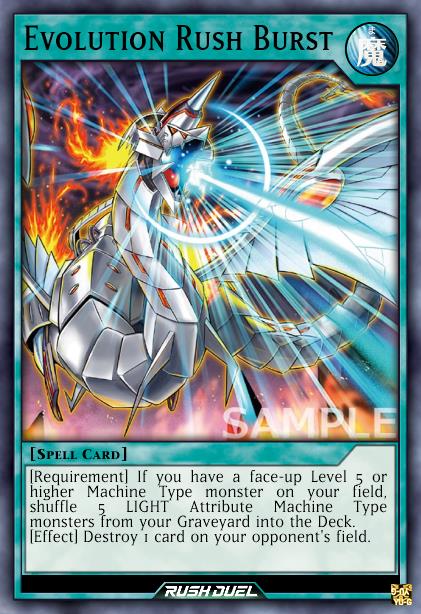 Evolution Rush Burst
ま
魔
SAMPLE
[Spell Card]
[Requirement] If you have a face-up Level 5 or
higher Machine Type monster on your field,
shuffle 5 LIGHT Attribute Machine Type
monsters from your Graveyard into the Deck.
[Effect] Destroy 1 card on your opponent's field.
RUSH DUEL